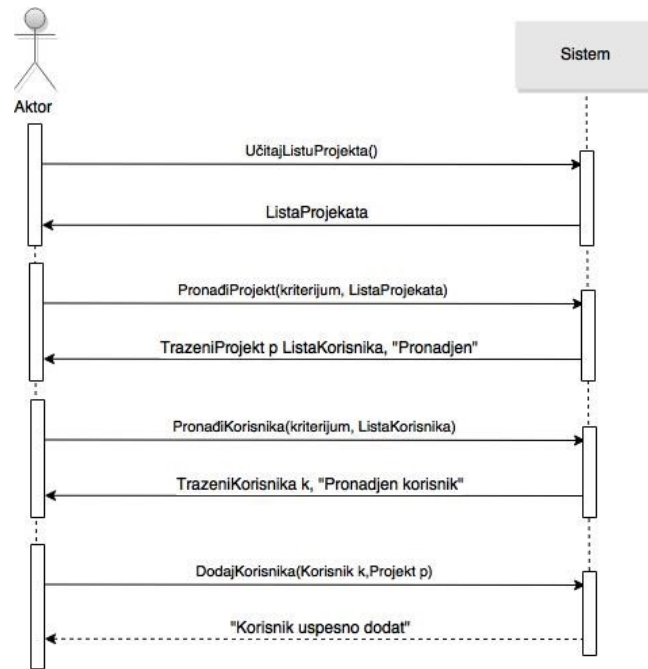 Sistem
Aktor
UčitajListuProjekta()
ListaProjekata
PronađiProjekt(kriterijum, ListaProjekata)
TrazeniProjekt p ListaKorisnika, "Pronadjen"
PronađiKorisnika(kriterijum, ListaKorisnika)
TrazeniKorisnika k, "Pronadjen korisnik"
DodajKorisnika(Korisnik k,Projekt p)
"Korisnik uspesno dodat"